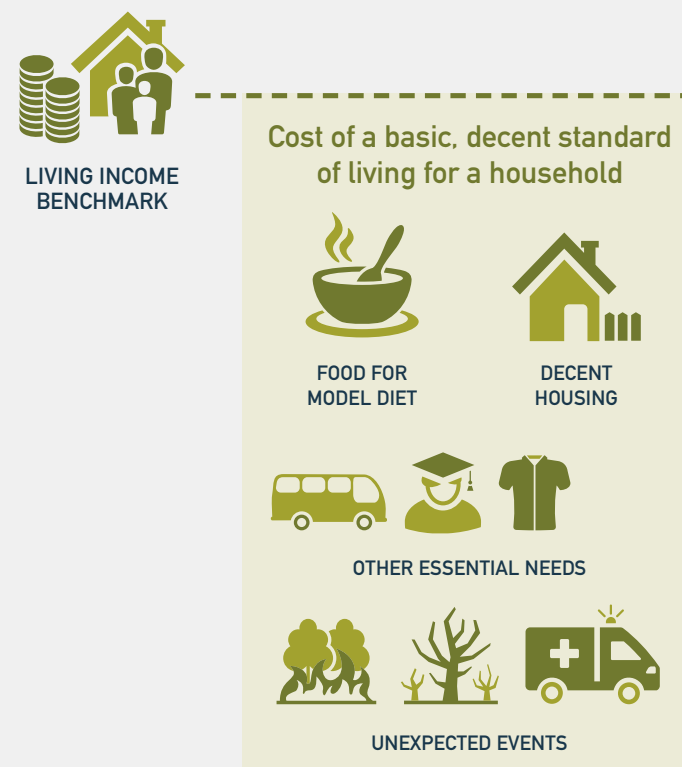 LIVING INCOME
BENCHMARK
Cost of a basic, decent standard
of living for a household
FOOD FOR
MODEL DIET
DECENT
HOUSING
OTHER ESSENTIAL NEEDS
UNEXPECTED EVENTS